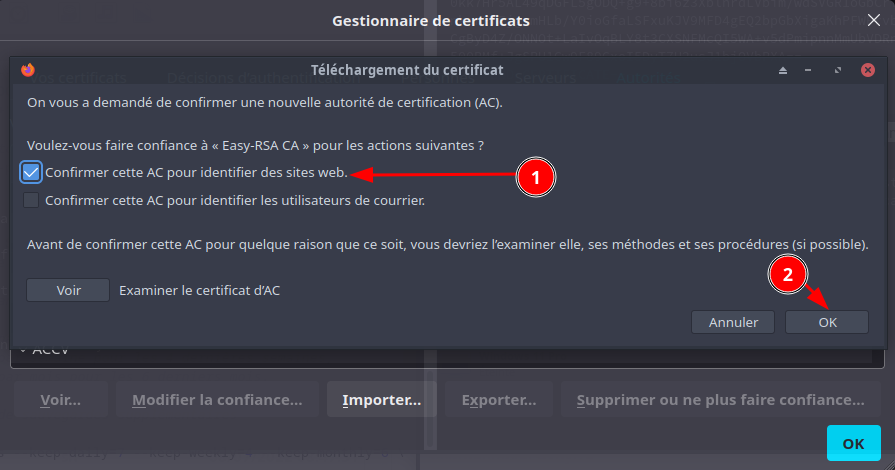 Gestionnaire de certificats
Téléchargement du certificat
On vous a demandé de confirmer une nouvelle autorité de certification (AC).
Voulez-vous faire confiance à « Easy-RSA CA » pour les actions suivantes ?
Confirmer cette AC pour identifier des sites web.
1
Confirmer cette AC pour identifier les utilisateurs de courrier.
Avant de confirmer cette AC pour quelque raison que ce soit, vous devriez l’examiner elle, ses méthodes et ses procédures (si possible).
2
Voir Examiner le certificat d’AC
Annuler OK
ACCV
Voir... Modifier la confiance... Importer... Exporter... Supprimer ou ne plus faire confiance...
OK